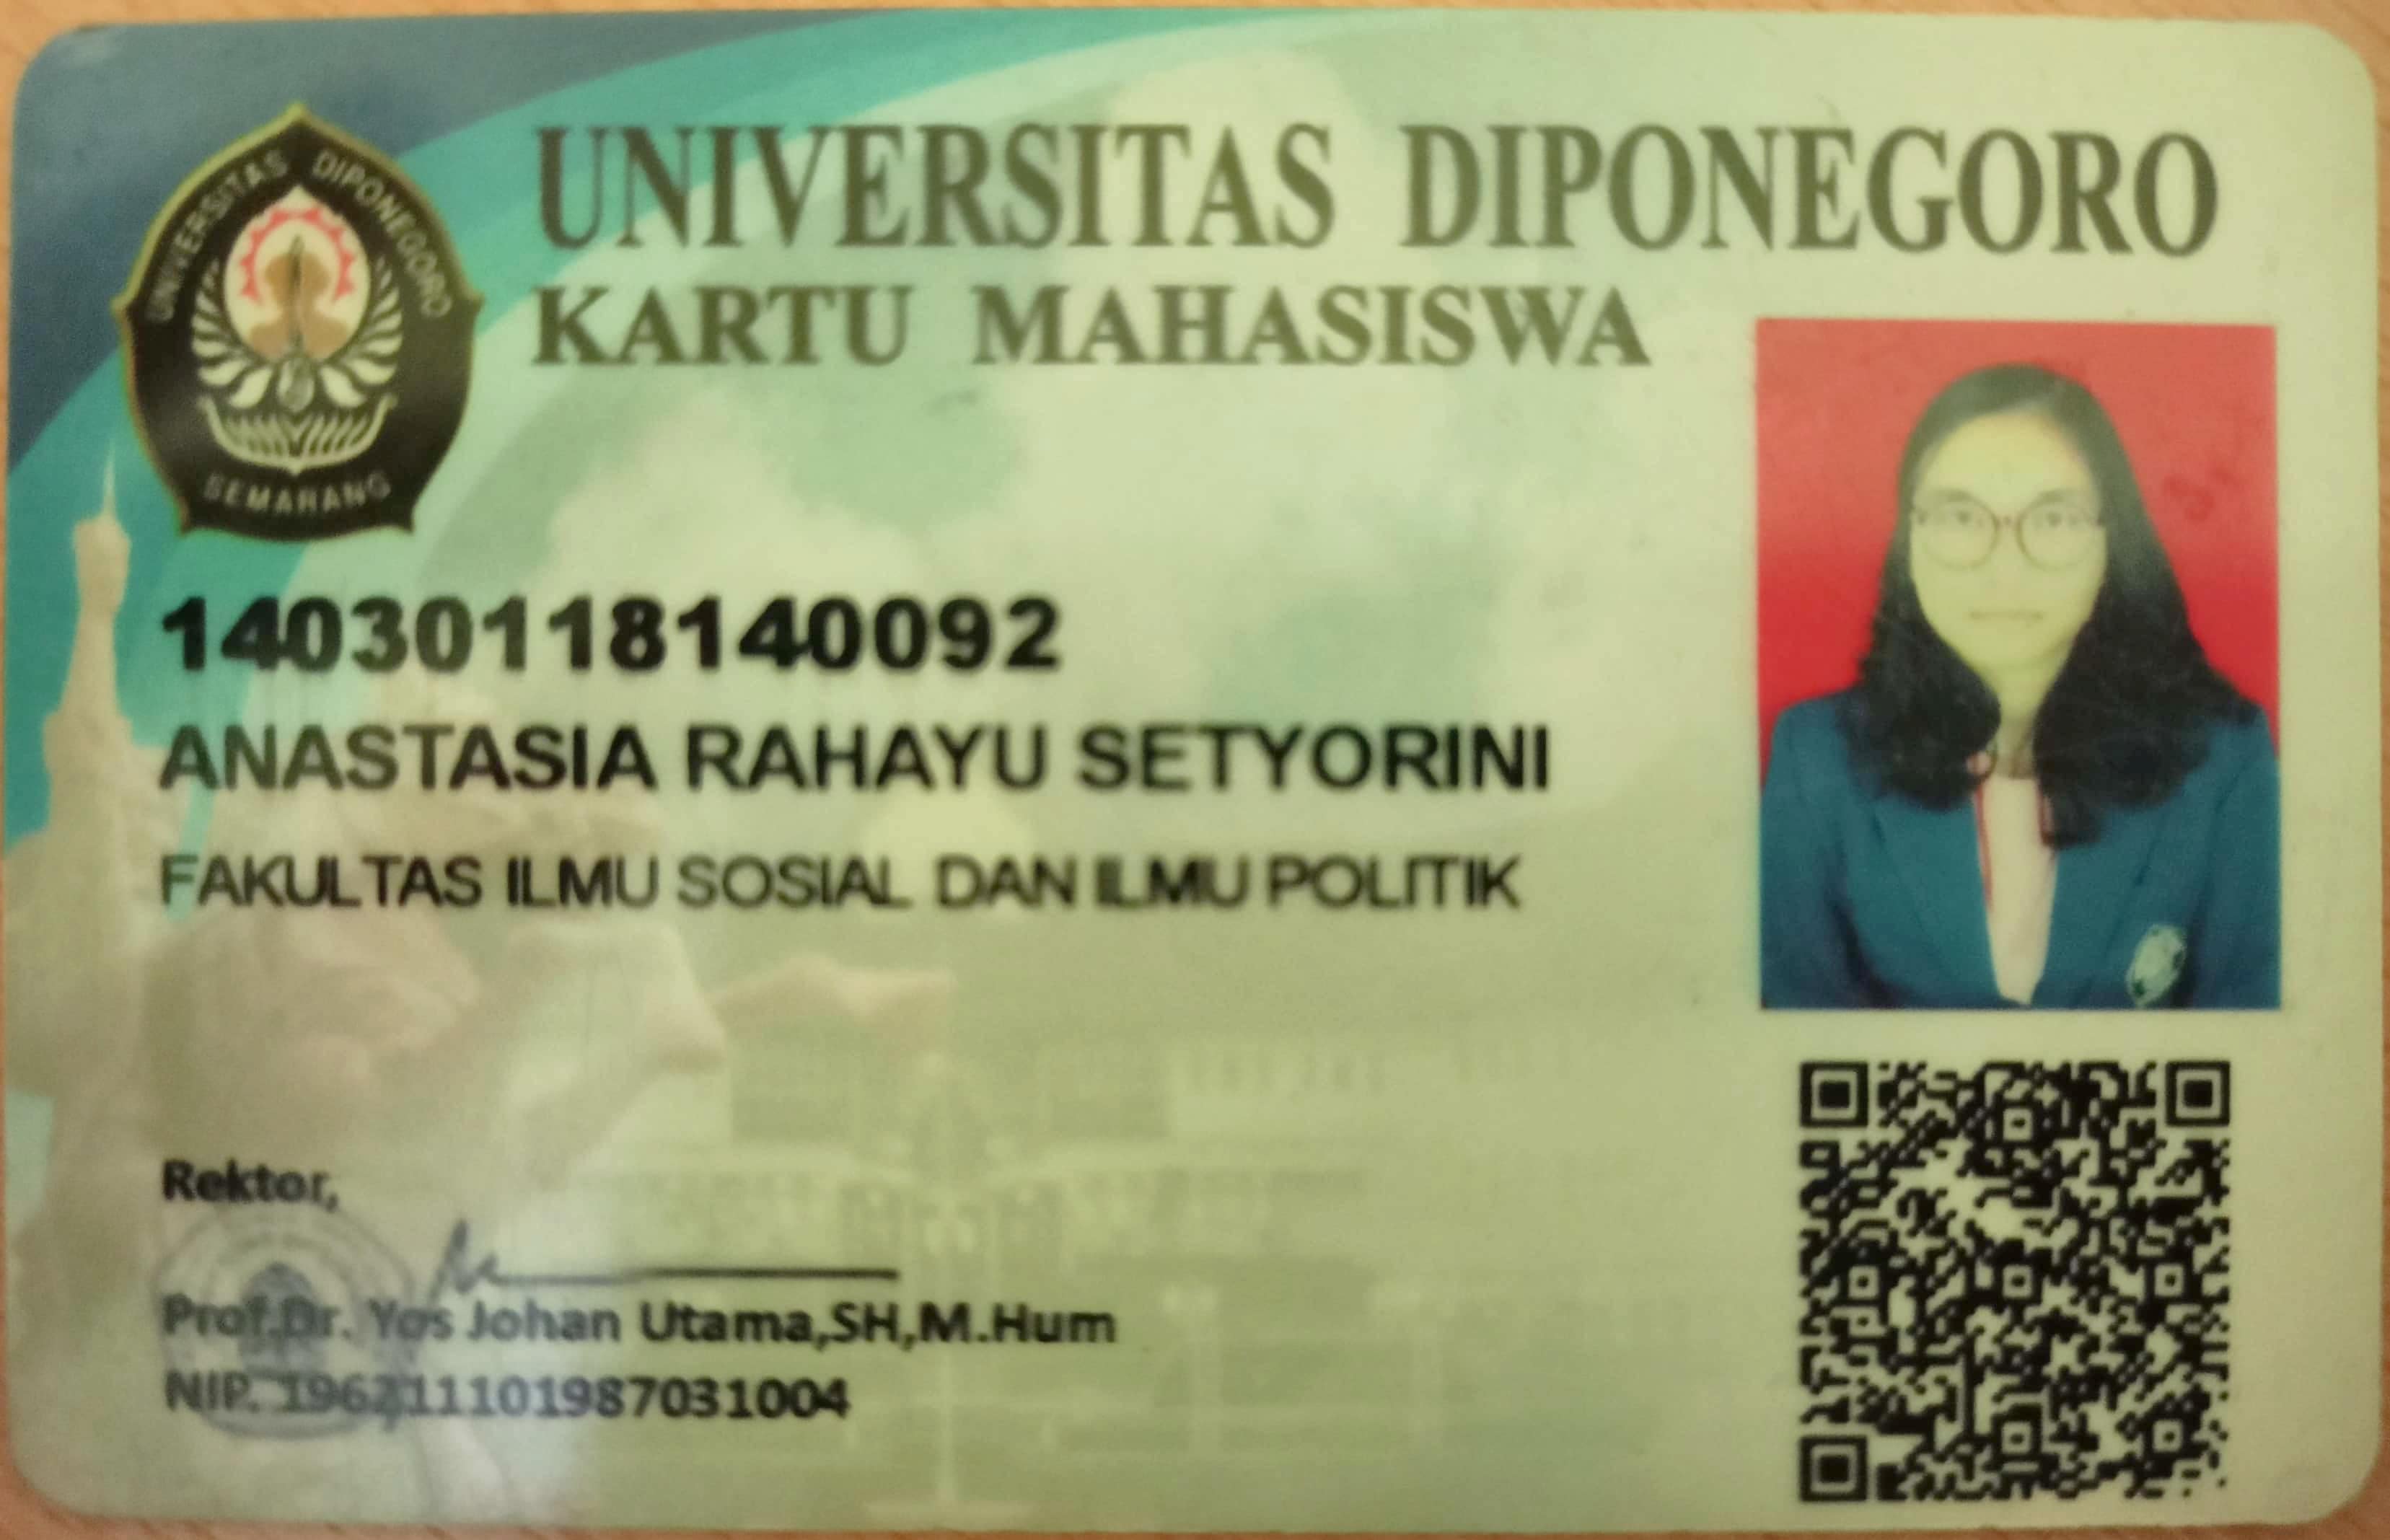 UNIVERSITAS DIPONEGORO
KARTU MAHASISWA
UNIVERSITAS DIPONEGORO
SEMARANG
14030118140092
ANASTASIA RAHAYU SETYORINI
FAKULTAS ILMU SOSIAL DAN ILMU POLITIK
Rektor,
Prof.Dr. Yos Johan Utama,SH,M.Hum
NIP.